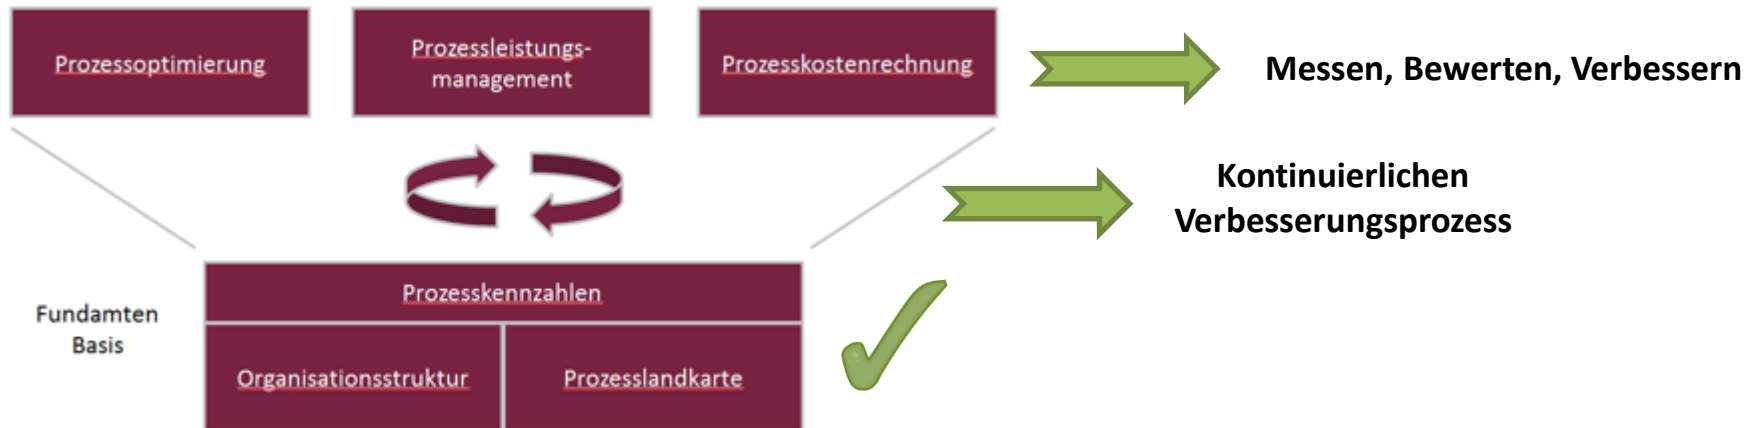 Prozessoptimierung
Prozessleistungs-
management
Prozesskostenrechnung
Messen, Bewerten, Verbessern
Kontinuierlichen
Verbesserungsprozess
Prozesskennzahlen
Fundamten
Basis
Organisationsstruktur
Prozesslandkarte